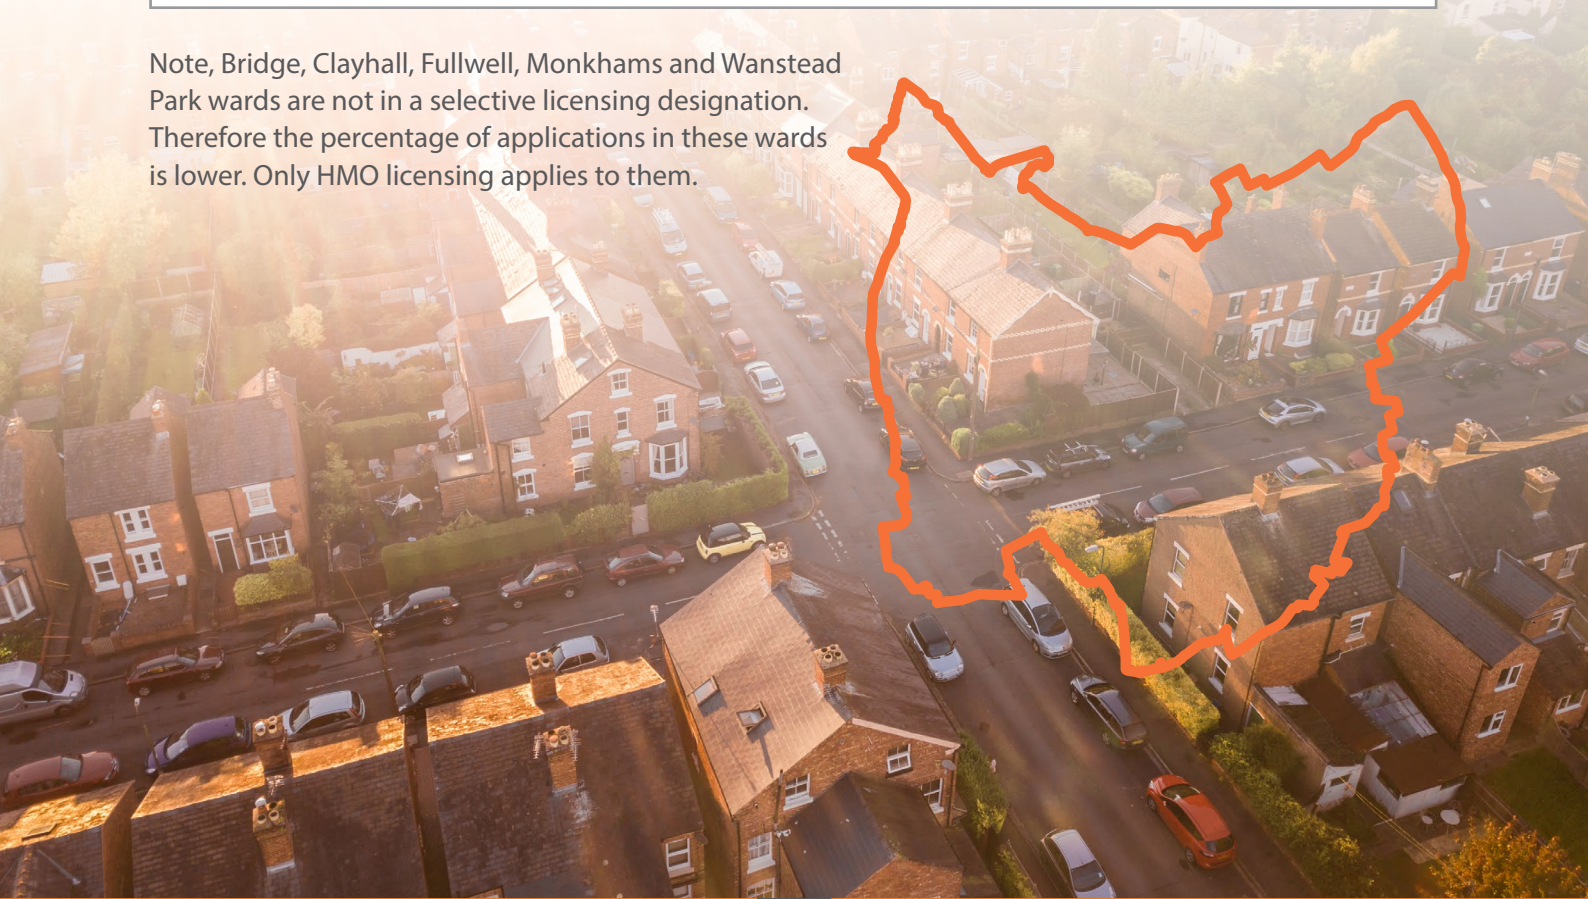 Note, Bridge, Clayhall, Fullwell, Monkhams and Wanstead
Park wards are not in a selective licensing designation.
Therefore the percentage of applications in these wards
is lower. Only HMO licensing applies to them.